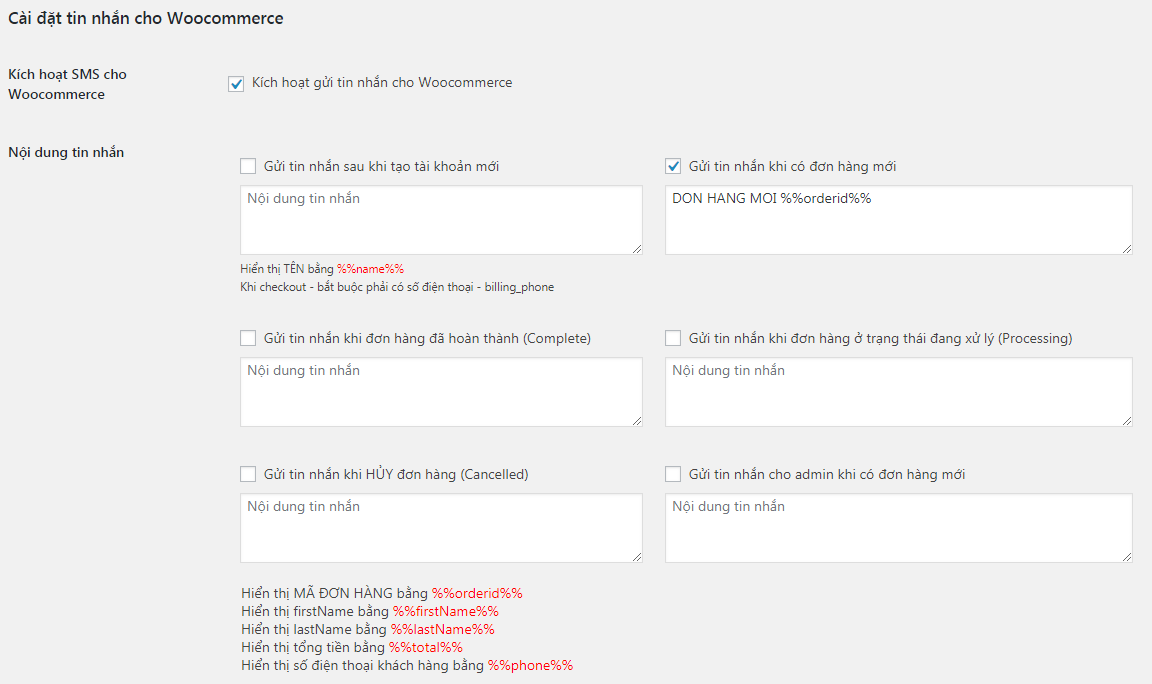 Cài đặt tin nhắn cho Woocommerce
Kích hoạt SMS cho
Woocommerce
Kích hoạt gửi tin nhắn cho Woocommerce
Nội dung tin nhắn
Gửi tin nhắn sau khi tạo tài khoản mới
Nội dung tin nhắn
Hiển thị TÊN bằng %%name%%
Khi checkout - bắt buộc phải có số điện thoại - billing_phone
Gửi tin nhắn khi có đơn hàng mới
DON HANG MOI %%orderid%%
Gửi tin nhắn khi đơn hàng đã hoàn thành (Complete)
Nội dung tin nhắn
Gửi tin nhắn khi đơn hàng ở trạng thái đang xử lý (Processing)
Nội dung tin nhắn
Gửi tin nhắn khi HỦY đơn hàng (Cancelled)
Nội dung tin nhắn
Gửi tin nhắn cho admin khi có đơn hàng mới
Nội dung tin nhắn
Hiển thị MÃ ĐƠN HÀNG bằng %%orderid%%
Hiển thị firstName bằng %%firstName%%
Hiển thị lastName bằng %%lastName%%
Hiển thị tổng tiền bằng %%total%%
Hiển thị số điện thoại khách hàng bằng %%phone%%